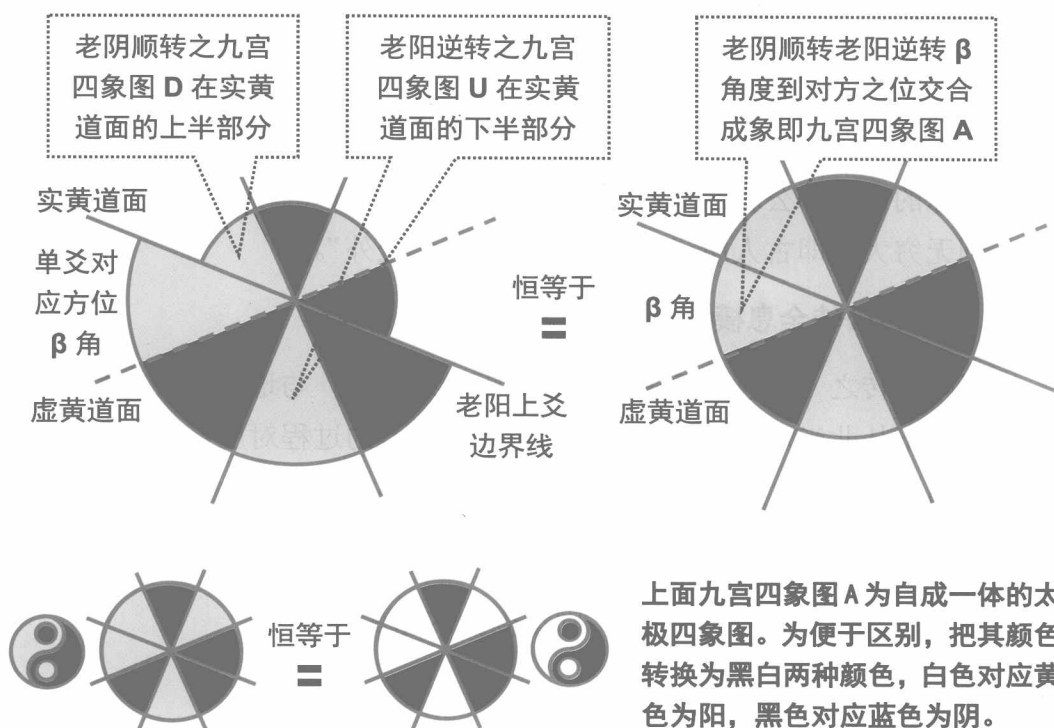 老阴顺转之九宫
四象图 D 在实黄
道面的上半部分
老阳逆转之九宫
四象图 U 在实黄
道面的下半部分
老阴顺转老阳逆转 β
角度到对方之位交合
成象即九宫四象图 A
实黄道面
单爻对
应方位
β 角
虚黄道面
恒等于
=
老阳上爻
边界线
实黄道面
β 角
虚黄道面
恒等于
=
上面九宫四象图 A 为自成一体的太
极四象图。为便于区别，把其颜色
转换为黑白两种颜色，白色对应黄
色为阳，黑色对应蓝色为阴。